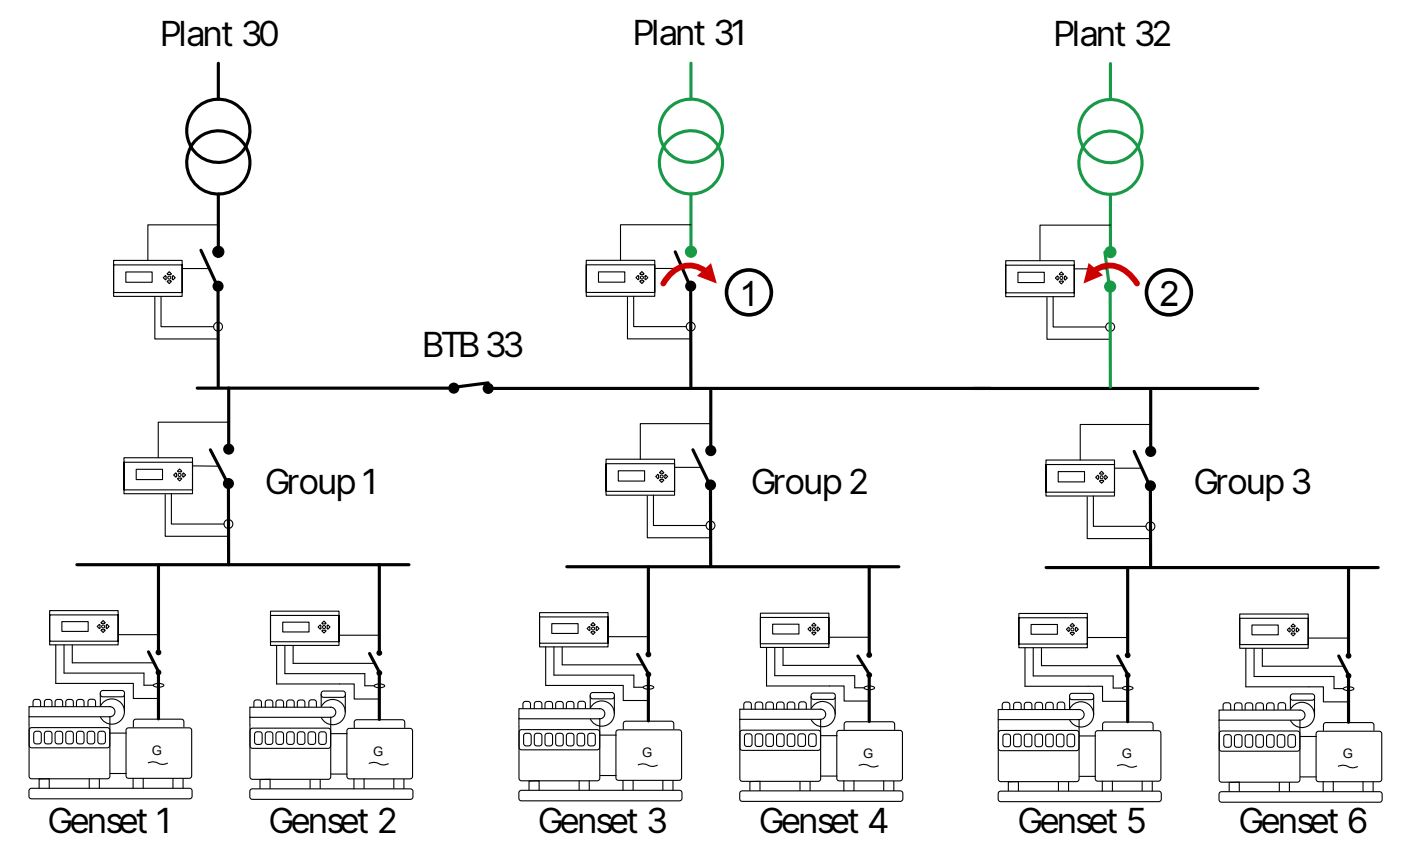 Plant 30
Plant 31
Plant 32
1
2
BTB 33
Group 1
Group 2
Group 3
G
G
G
G
G
G
Genset 1
Genset 2
Genset 3
Genset 4
Genset 5
Genset 6